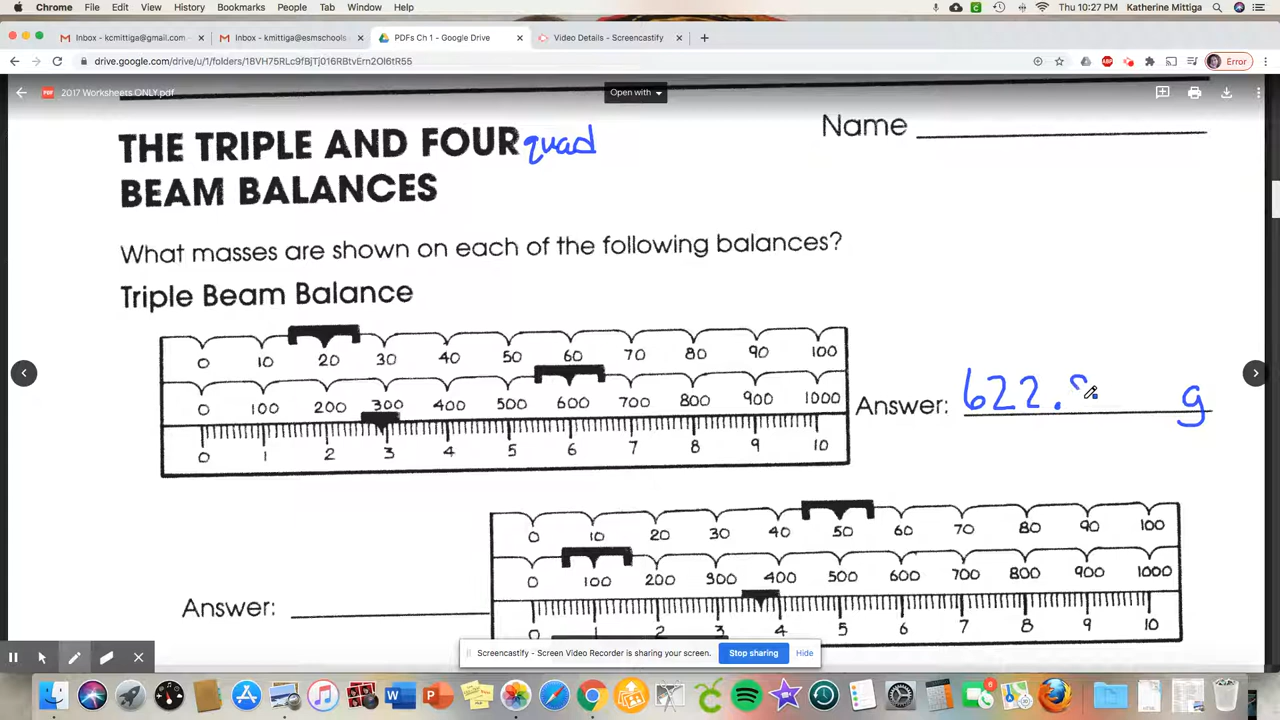 Chrome File Edit View History Bookmarks People Tab Window Help Thu 10:27 PM Katherine Mittiga
Inbox - kcmittiga@gmail.com Inbox - kmittiga@esmschools PDFs Ch 1 - Google Drive Video Details - Screencastify
drive.google.com/drive/u/1/folders/18VH75RLc9fBjTj016RBtvErn2Ol6tR55 Error
2017 Worksheets ONLY.pdf Open with
THE TRIPLE AND FOUR quad
BEAM BALANCES
Name
What masses are shown on each of the following balances?
Triple Beam Balance
0 10 20 30 40 50 60 70 80 90 100
0 100 200 300 400 500 600 700 800 900 1000
0 1 2 3 4 5 6 7 8 9 10
Answer: 622. g
0 10 20 30 40 50 60 70 80 90 100
0 100 200 300 400 500 600 700 800 900 1000
0 1 2 3 4 5 6 7 8 9 10
Answer:
Screencastify - Screen Video Recorder is sharing your screen. Stop sharing Hide